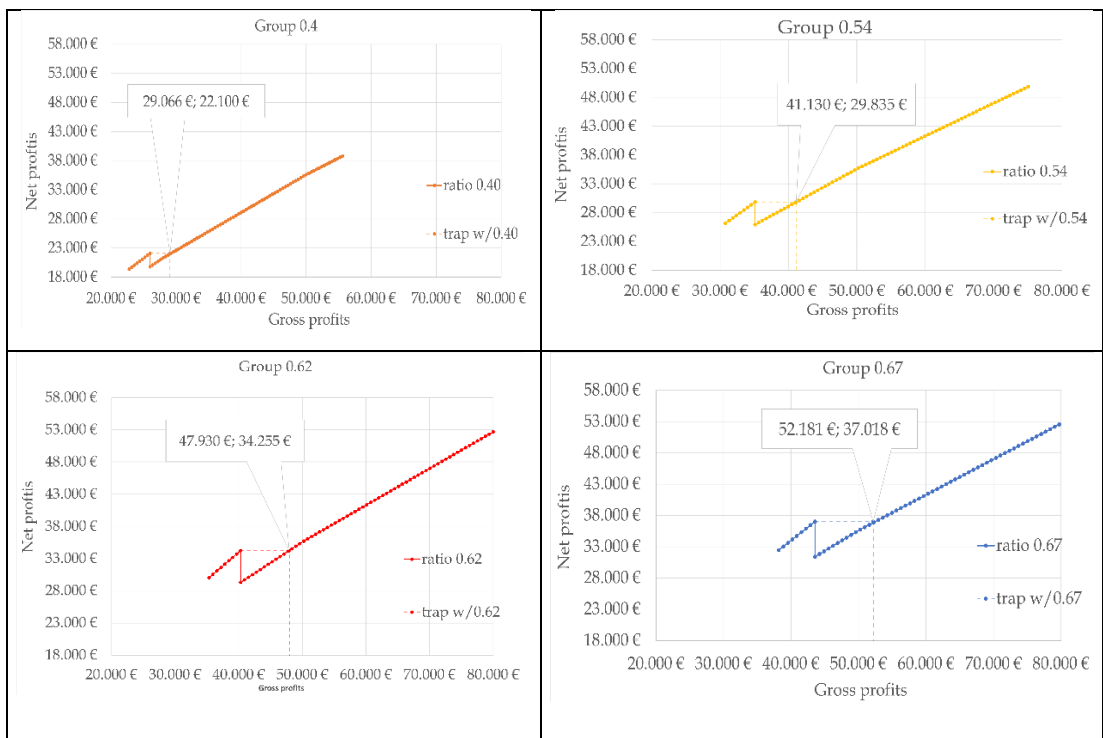 Group 0.4
58.000 €
53.000 €
48.000 €
43.000 €
38.000 €
33.000 €
28.000 €
23.000 €
18.000 €
Net proftis
29.066 €; 22.100 €
ratio 0.40
trap w/0.40
20.000 €
30.000 €
40.000 €
50.000 €
60.000 €
70.000 €
80.000 €
Gross profits
Group 0.54
58.000 €
53.000 €
48.000 €
43.000 €
38.000 €
33.000 €
28.000 €
23.000 €
18.000 €
Net proftis
41.130 €; 29.835 €
ratio 0.54
trap w/0.54
20.000 €
30.000 €
40.000 €
50.000 €
60.000 €
70.000 €
80.000 €
Gross profits
Group 0.62
58.000 €
53.000 €
48.000 €
43.000 €
38.000 €
33.000 €
28.000 €
23.000 €
18.000 €
Net proftis
47.930 €; 34.255 €
ratio 0.62
trap w/0.62
20.000 €
30.000 €
40.000 €
50.000 €
60.000 €
70.000 €
80.000 €
Gross profits
Group 0.67
58.000 €
53.000 €
48.000 €
43.000 €
38.000 €
33.000 €
28.000 €
23.000 €
18.000 €
Net proftis
52.181 €; 37.018 €
ratio 0.67
trap w/0.67
20.000 €
30.000 €
40.000 €
50.000 €
60.000 €
70.000 €
80.000 €
Gross profits